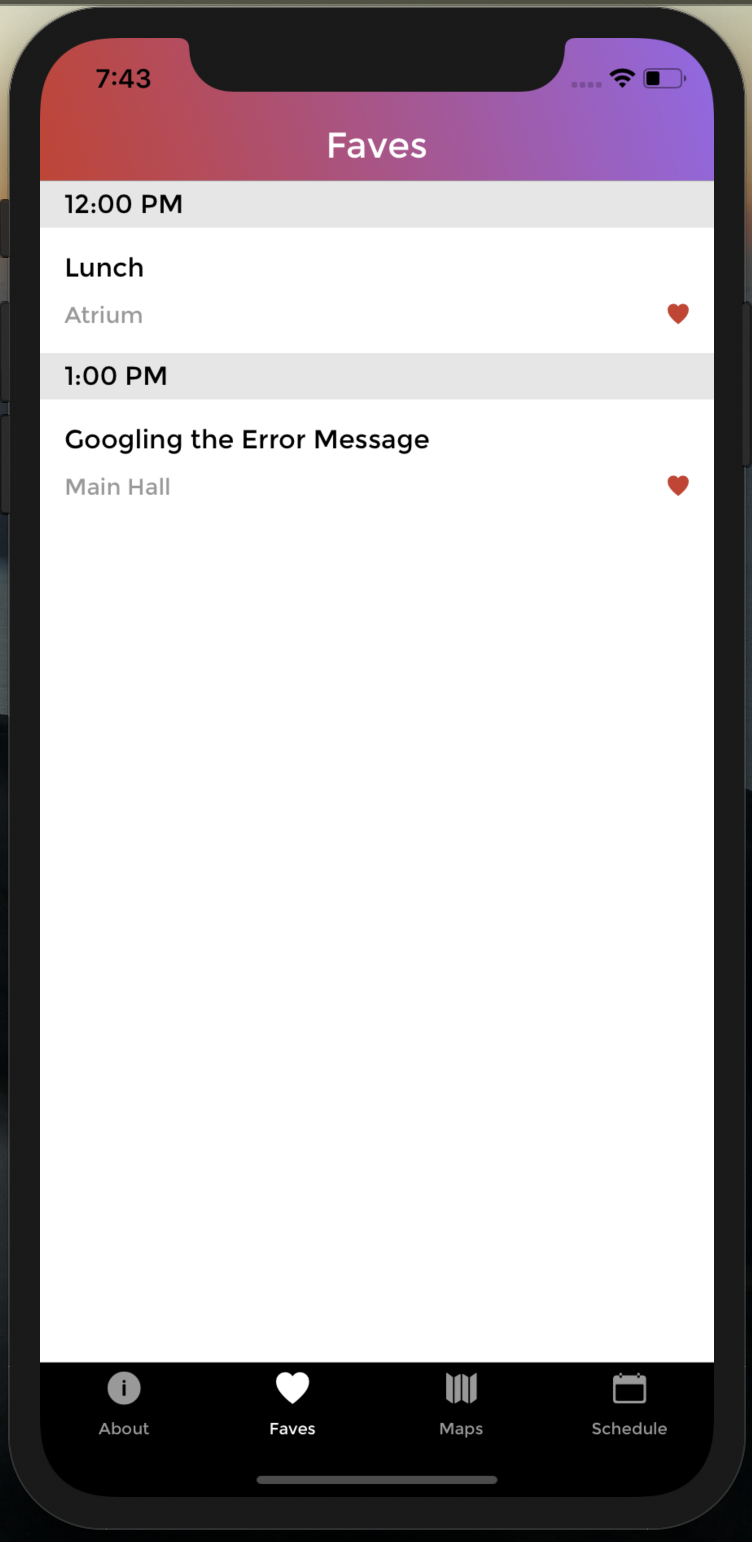 7:43
Faves
12:00 PM
Lunch
Atrium
1:00 PM
Googling the Error Message
Main Hall
About
Faves
Maps
Schedule